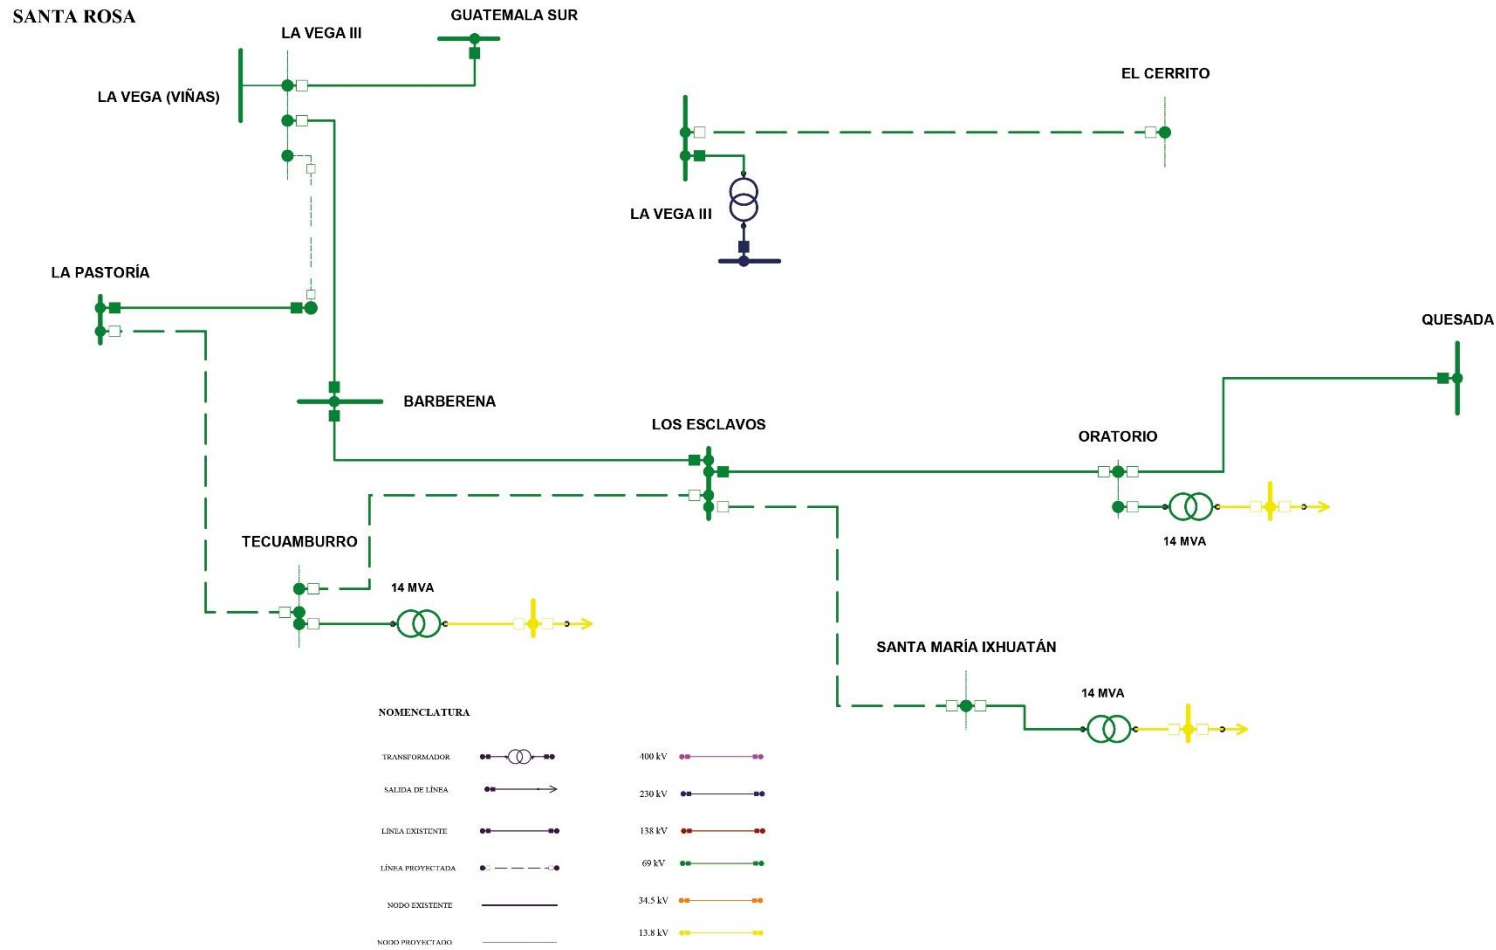 SANTA ROSA
GUATEMALA SUR
LA VEGA III
LA VEGA (VIÑAS)
EL CERRITO
LA VEGA III
LA PASTORÍA
QUESADA
BARBERENA
LOS ESCLAVOS
ORATORIO
14 MVA
TECUAMBURRO
14 MVA
SANTA MARÍA IXHUATÁN
14 MVA
NOMENCLATURA
TRANSFORMADOR
400 kV
SALIDA DE LÍNEA
230 kV
LÍNEA EXISTENTE
138 kV
LÍNEA PROYECTADA
69 kV
NODO EXISTENTE
34.5 kV
NODO PROYECTADO
13.8 kV